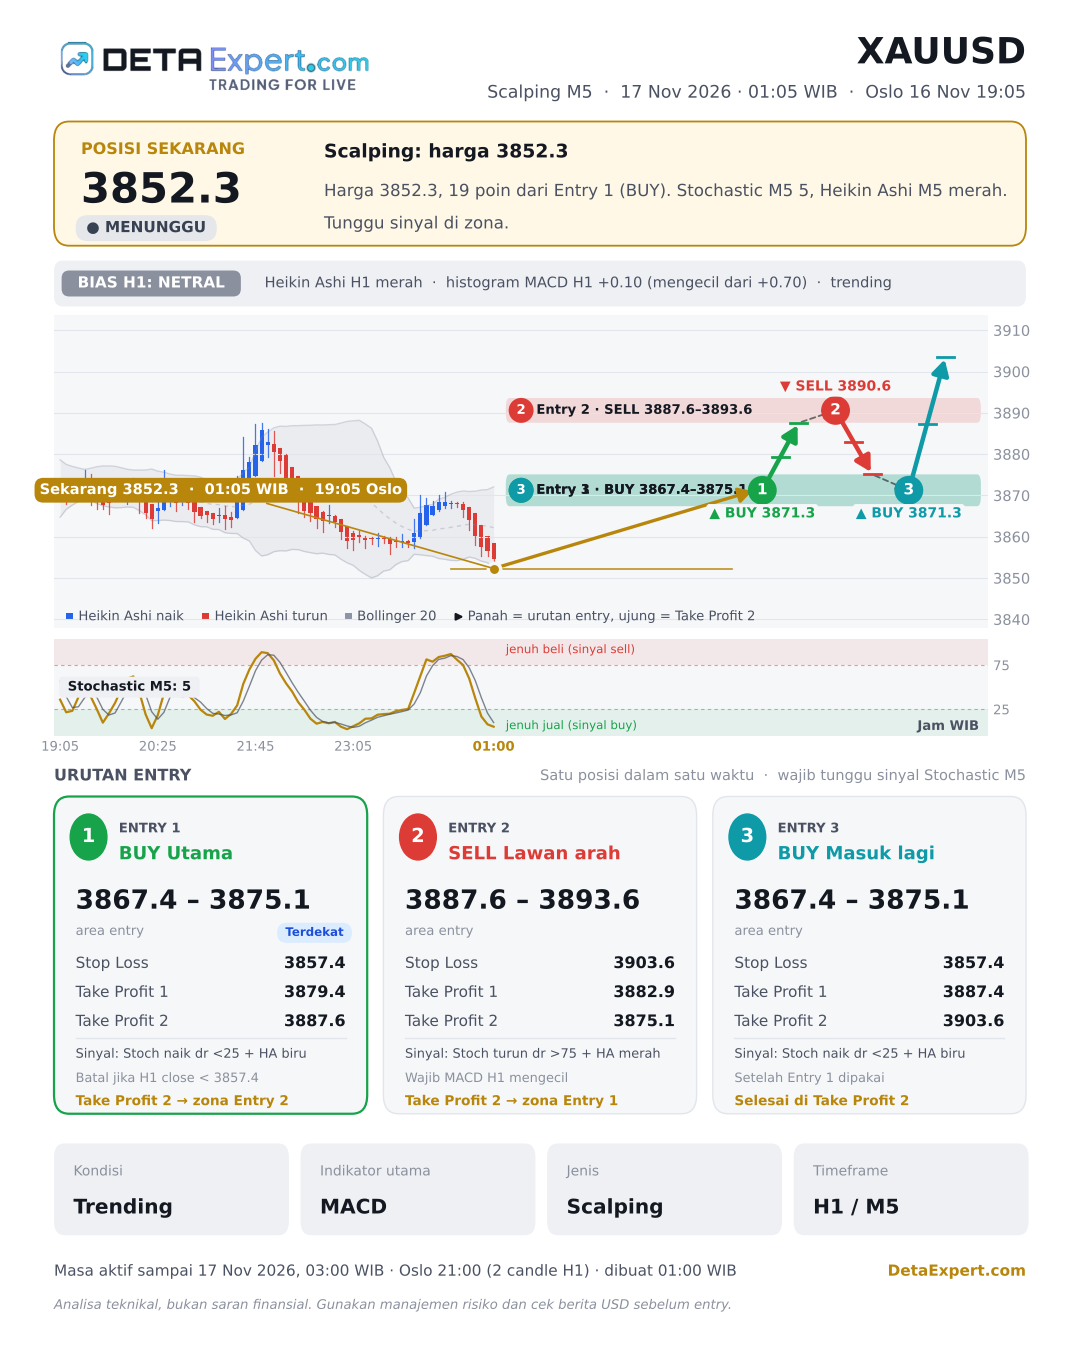 DETA Expert.com
TRADING FOR LIVE
XAUUSD
Scalping M5 · 17 Nov 2026 · 01:05 WIB · Oslo 16 Nov 19:05
POSISI SEKARANG
3852.3
● MENUNGGU
Scalping: harga 3852.3
Harga 3852.3, 19 poin dari Entry 1 (BUY). Stochastic M5 5, Heikin Ashi M5 merah.
Tunggu sinyal di zona.
BIAS H1: NETRAL
Heikin Ashi H1 merah · histogram MACD H1 +0.10 (mengecil dari +0.70) · trending
3910
3900
3890
3880
3870
3860
3850
3840
▼ SELL 3890.6
2 Entry 2 · SELL 3887.6–3893.6
2
Sekarang 3852.3 · 01:05 WIB · 19:05 Oslo
3 Entry 3 · BUY 3867.4–3875.1
1
3
▲ BUY 3871.3
▲ BUY 3871.3
Heikin Ashi naik
Heikin Ashi turun
Bollinger 20
Panah = urutan entry, ujung = Take Profit 2
jenuh beli (sinyal sell)
75
Stochastic M5: 5
25
jenuh jual (sinyal buy)
Jam WIB
19:05
20:25
21:45
23:05
01:00
URUTAN ENTRY
Satu posisi dalam satu waktu · wajib tunggu sinyal Stochastic M5
1
ENTRY 1
BUY Utama
3867.4 – 3875.1
area entry
Terdekat
Stop Loss 3857.4
Take Profit 1 3879.4
Take Profit 2 3887.6
Sinyal: Stoch naik dr <25 + HA biru
Batal jika H1 close < 3857.4
Take Profit 2 → zona Entry 2
2
ENTRY 2
SELL Lawan arah
3887.6 – 3893.6
area entry
Stop Loss 3903.6
Take Profit 1 3882.9
Take Profit 2 3875.1
Sinyal: Stoch turun dr >75 + HA merah
Wajib MACD H1 mengecil
Take Profit 2 → zona Entry 1
3
ENTRY 3
BUY Masuk lagi
3867.4 – 3875.1
area entry
Stop Loss 3857.4
Take Profit 1 3887.4
Take Profit 2 3903.6
Sinyal: Stoch naik dr <25 + HA biru
Setelah Entry 1 dipakai
Selesai di Take Profit 2
Kondisi
Trending
Indikator utama
MACD
Jenis
Scalping
Timeframe
H1 / M5
Masa aktif sampai 17 Nov 2026, 03:00 WIB · Oslo 21:00 (2 candle H1) · dibuat 01:00 WIB
DetaExpert.com
Analisa teknikal, bukan saran finansial. Gunakan manajemen risiko dan cek berita USD sebelum entry.